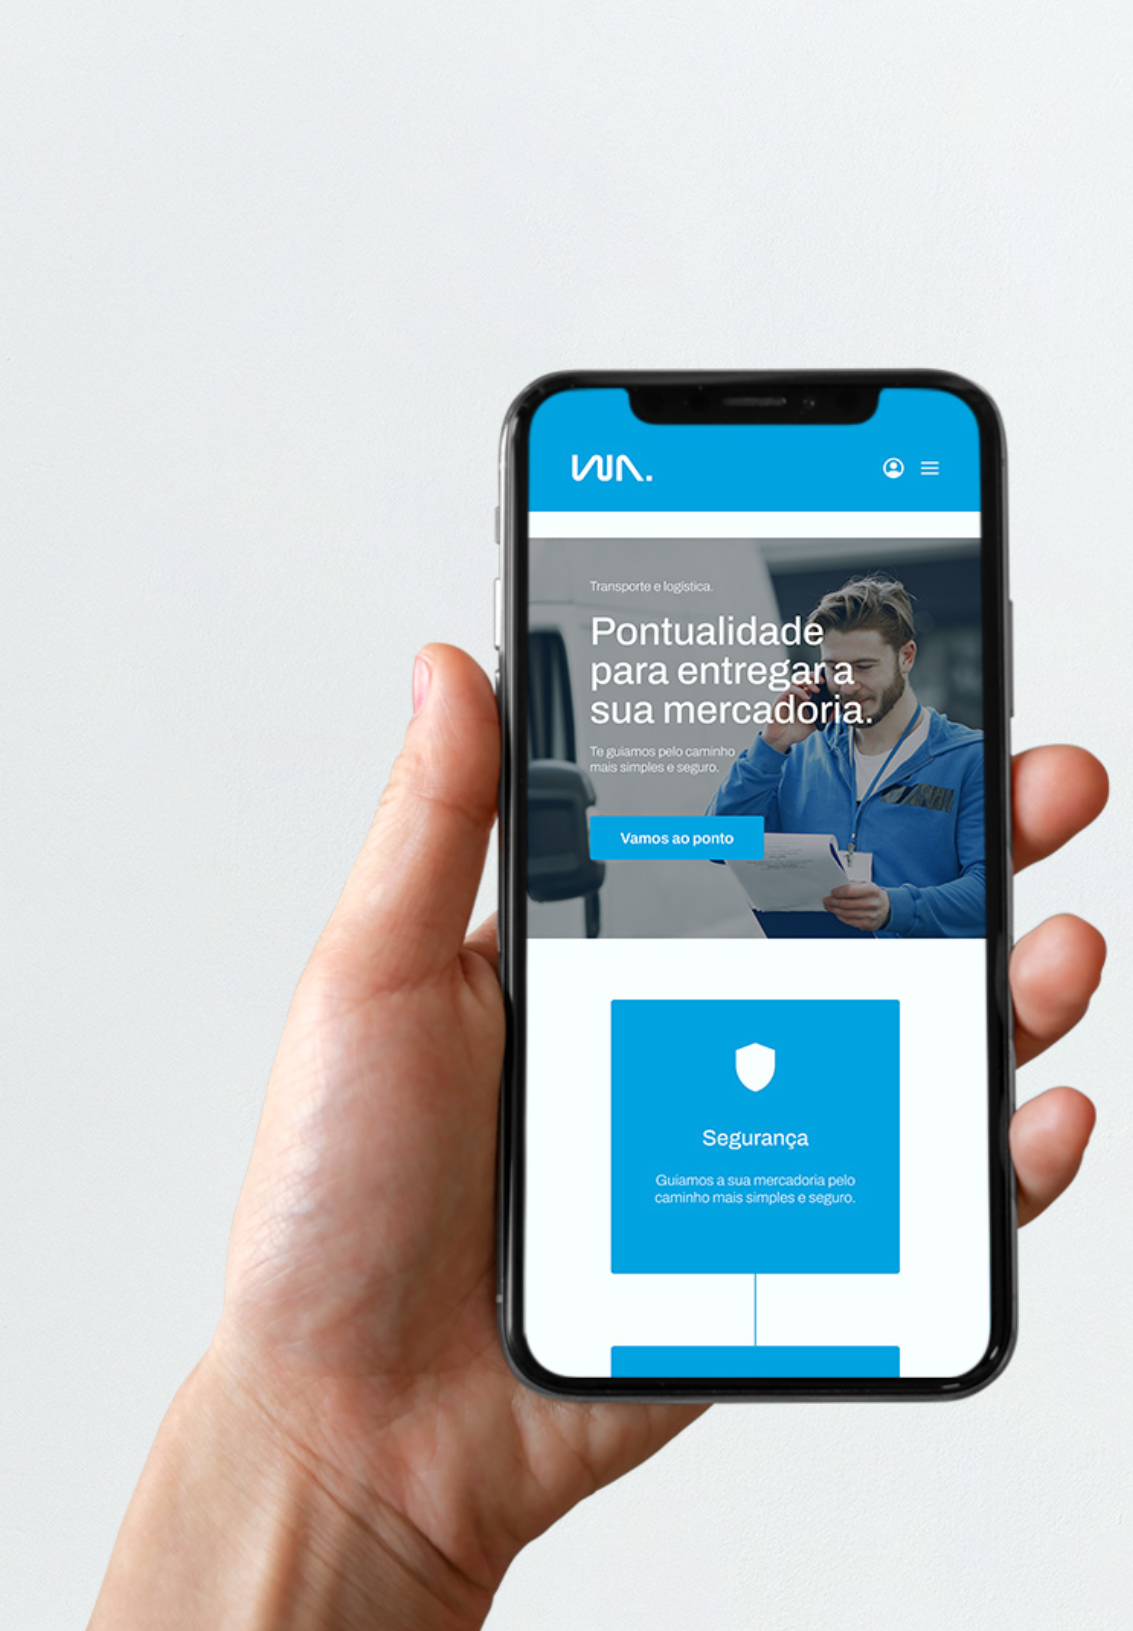 VIA.
Transporte e logística.
Pontualidade
para entregar a
sua mercadoria.
Te guiamos pelo caminho
mais simples e seguro.
Vamos ao ponto
Segurança
Guiamos a sua mercadoria pelo
caminho mais simples e seguro.